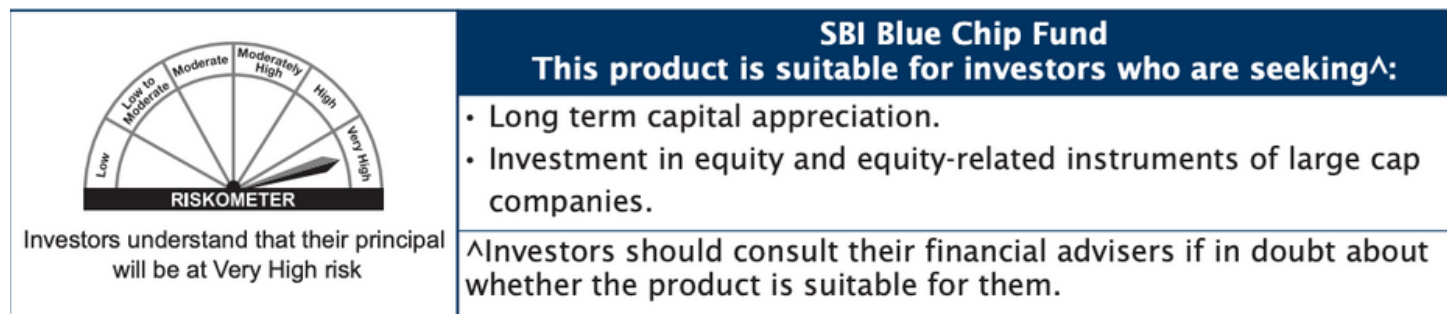 Low
Low to
Moderate
Moderate
Moderately
High
High
Very High
RISKOMETER
Investors understand that their principal
will be at Very High risk
SBI Blue Chip Fund
This product is suitable for investors who are seeking^:
• Long term capital appreciation.
• Investment in equity and equity-related instruments of large cap
companies.
^Investors should consult their financial advisers if in doubt about
whether the product is suitable for them.